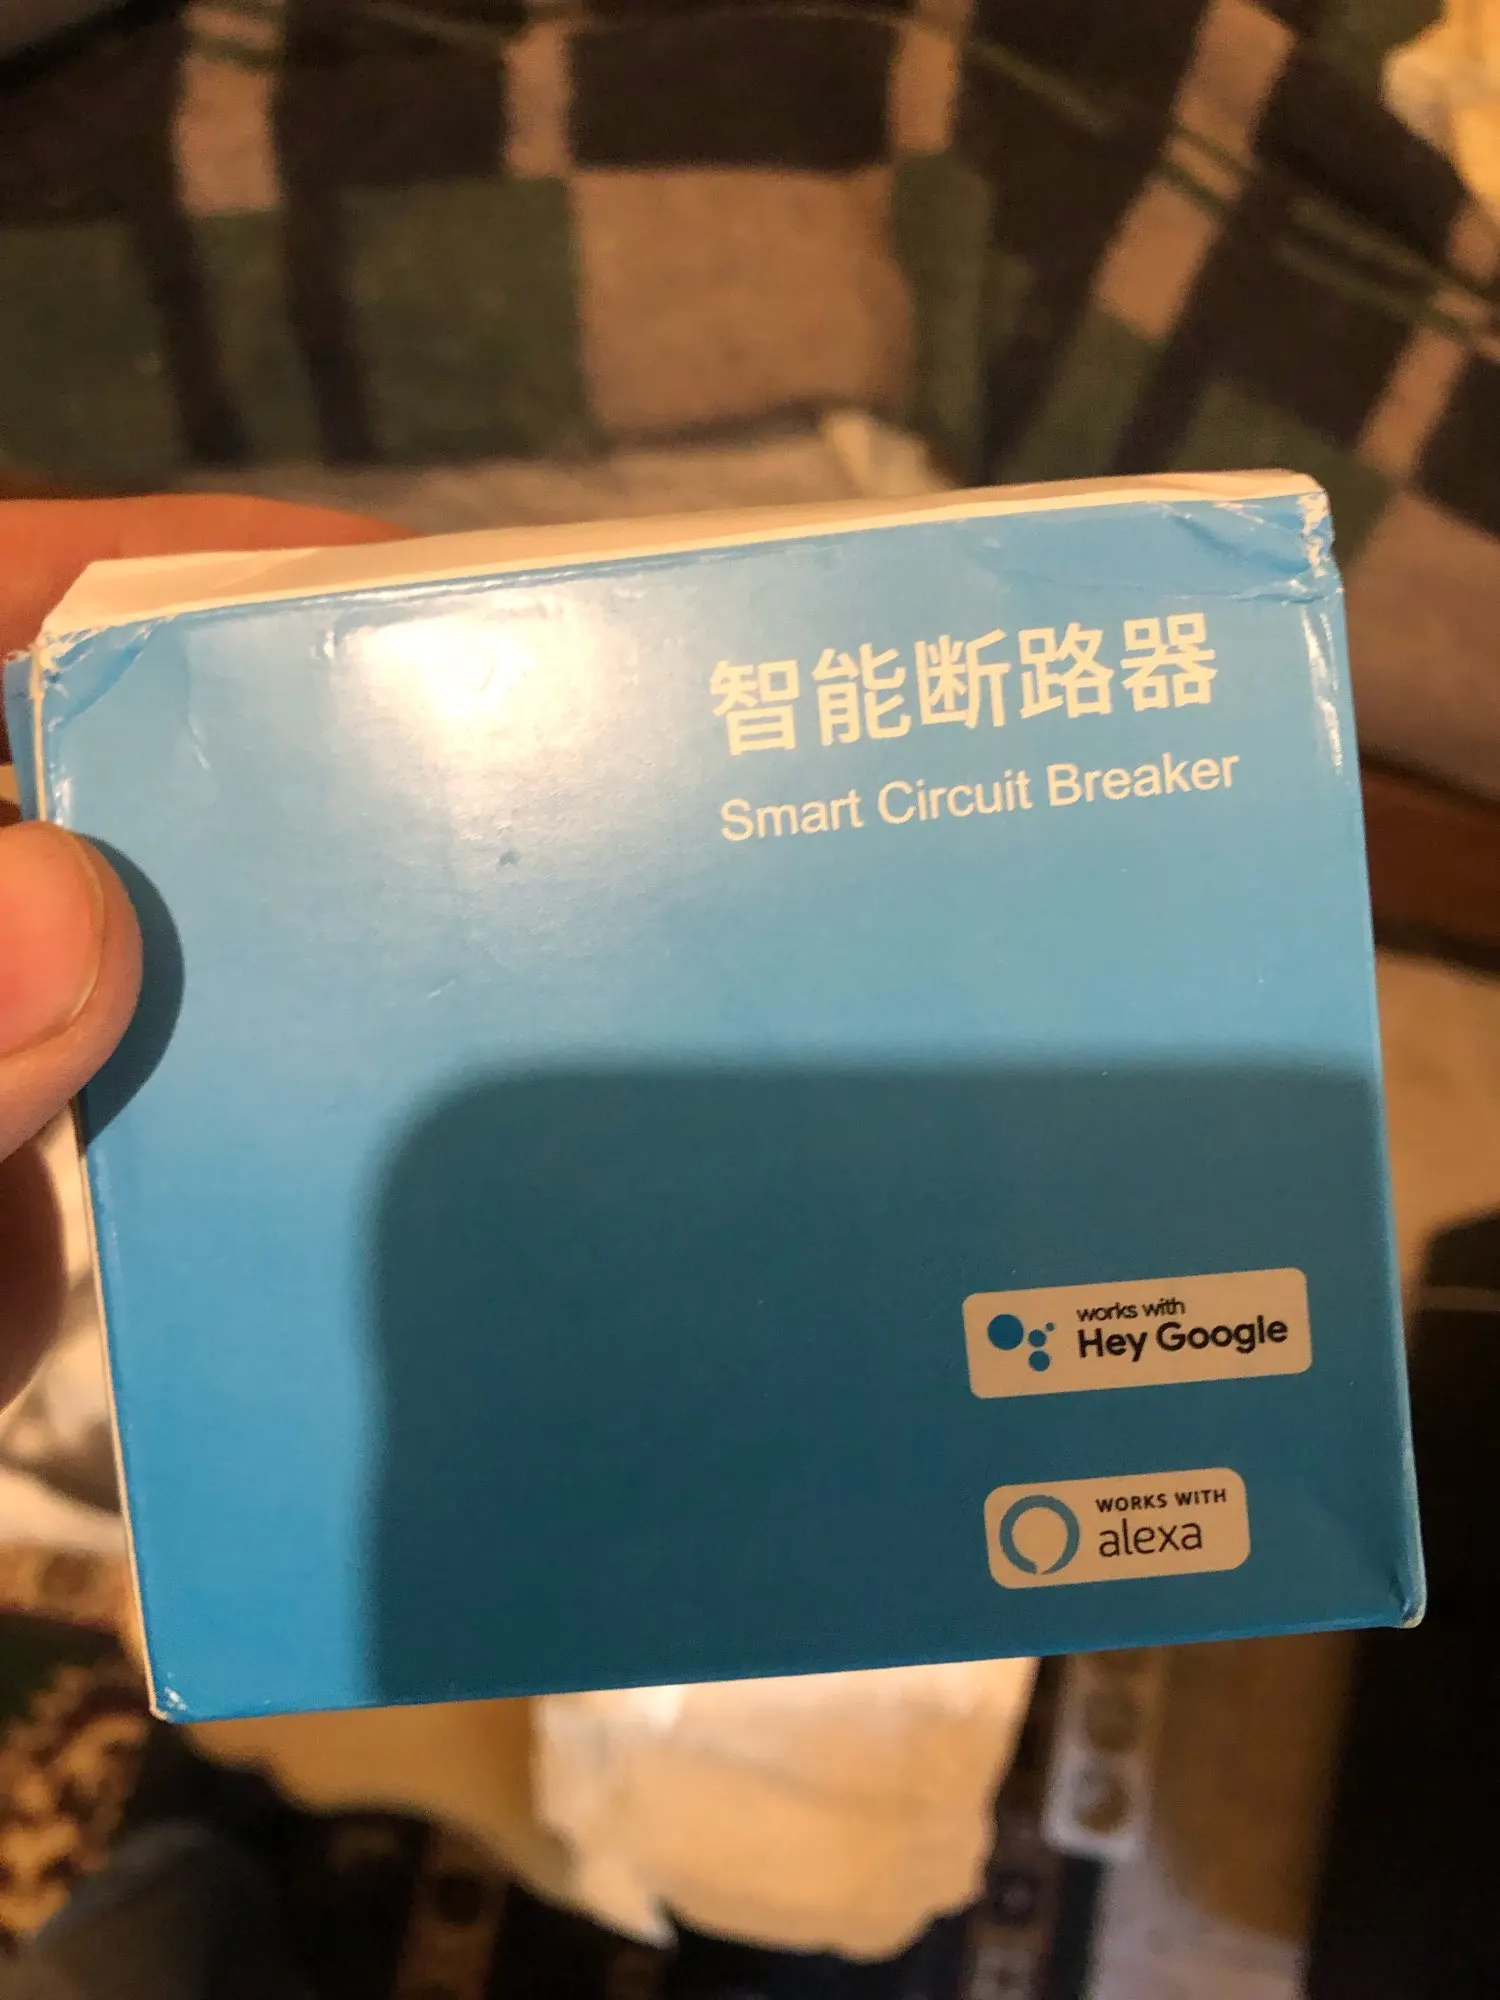 智能断路器
Smart Circuit Breaker
works with
Hey Google
WORKS WITH
alexa